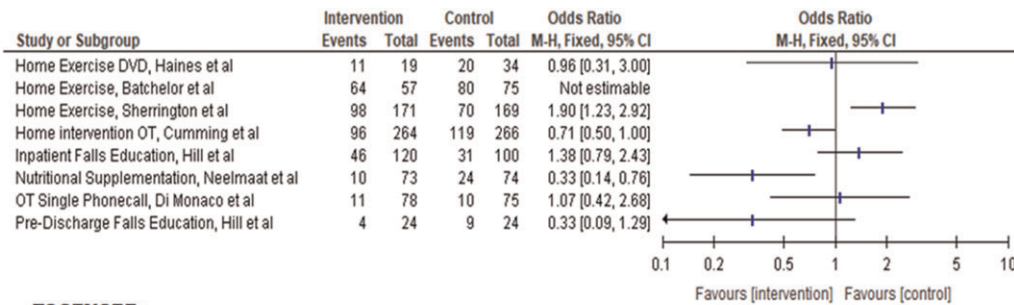 Intervention Control Odds Ratio Odds Ratio
Study or Subgroup Events Total Events Total M-H, Fixed, 95% CI M-H, Fixed, 95% CI
Home Exercise DVD, Haines et al 11 19 20 34 0.96 [0.31, 3.00]
Home Exercise, Batchelor et al 64 57 80 75 Not estimable
Home Exercise, Sherrington et al 98 171 70 169 1.90 [1.23, 2.92]
Home intervention OT, Cumming et al 96 264 119 266 0.71 [0.50, 1.00]
Inpatient Falls Education, Hill et al 46 120 31 100 1.38 [0.79, 2.43]
Nutritional Supplementation, Neelmaat et al 10 73 24 74 0.33 [0.14, 0.76]
OT Single Phonecall, Di Monaco et al 11 78 10 75 1.07 [0.42, 2.68]
Pre-Discharge Falls Education, Hill et al 4 24 9 24 0.33 [0.09, 1.29]
0.1 0.2 0.5 1 2 5 10
Favours [intervention] Favours [control]